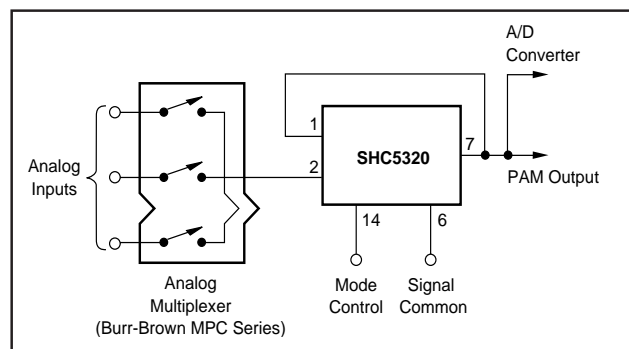 A/D
Converter
1
SHC5320
7
2
PAM Output
Analog
Inputs
14
6
Analog
Multiplexer
(Burr-Brown MPC Series)
Mode
Control
Signal
Common